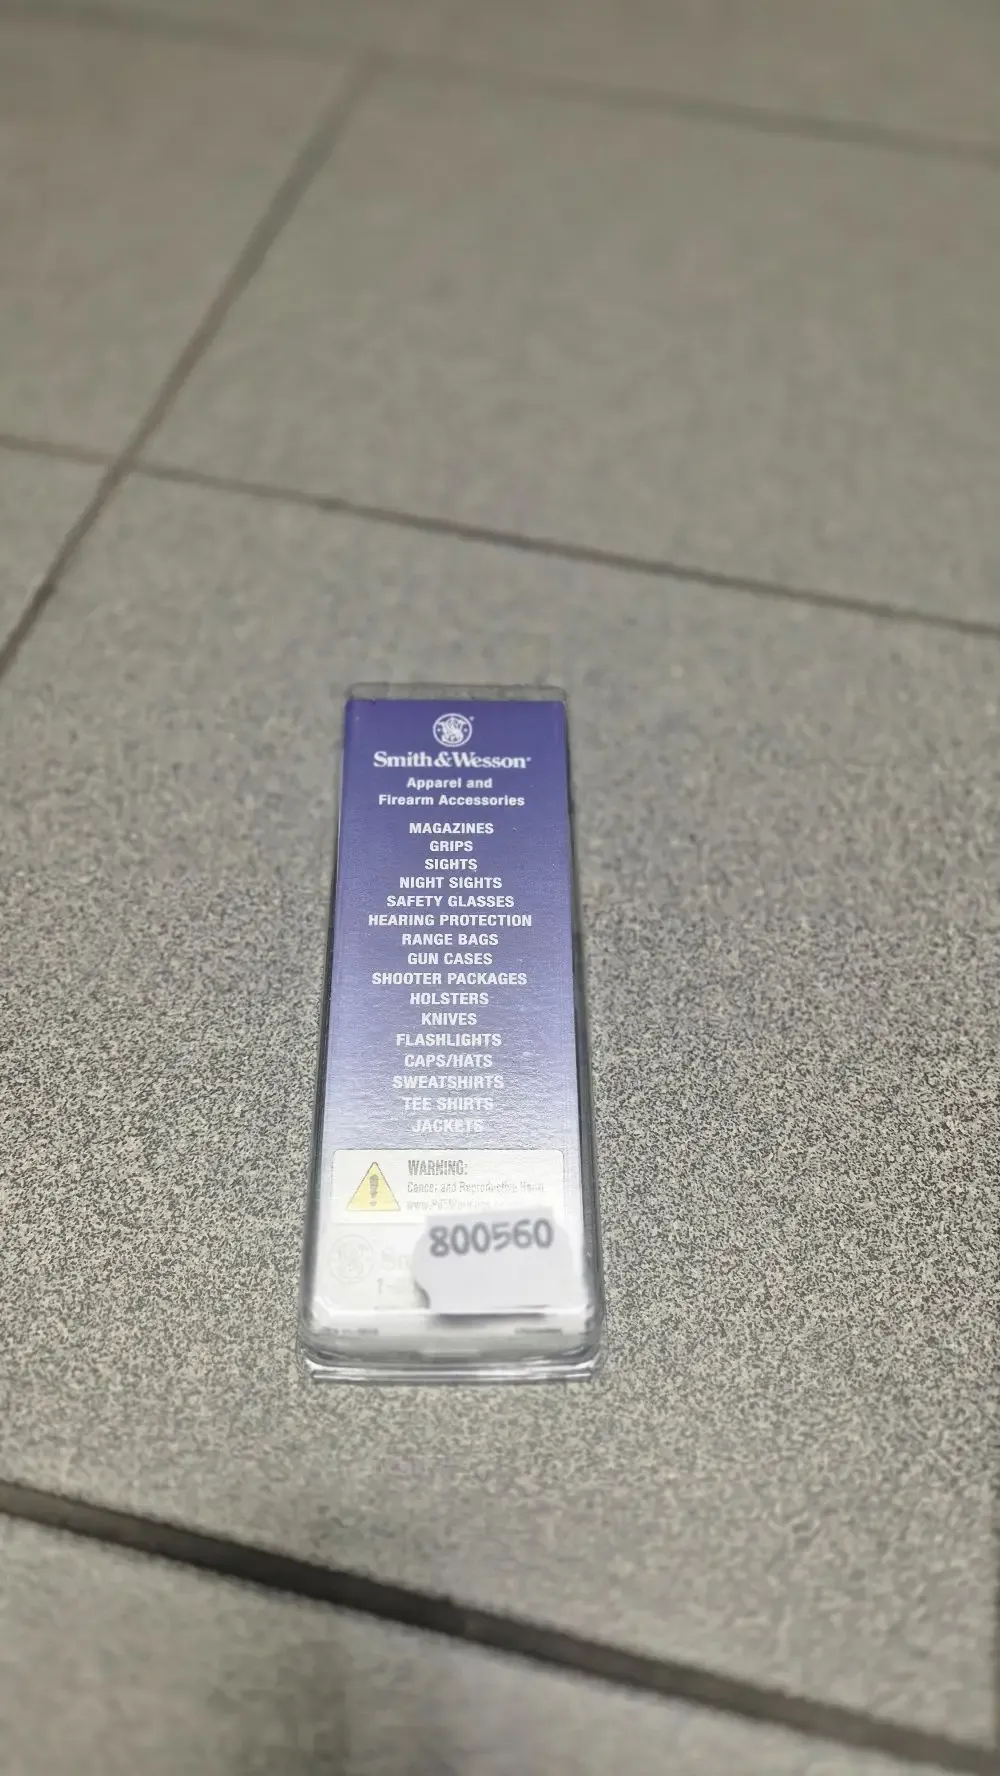 Smith & Wesson
Apparel and
Firearm Accessories
MAGAZINES
GRIPS
SIGHTS
NIGHT SIGHTS
SAFETY GLASSES
HEARING PROTECTION
RANGE BAGS
GUN CASES
SHOOTER PACKAGES
HOLSTERS
KNIVES
FLASHLIGHTS
CAPS/HATS
SWEATSHIRTS
TEE SHIRTS
JACKETS
WARNING:
Cancer and Reproductive Harm
800560